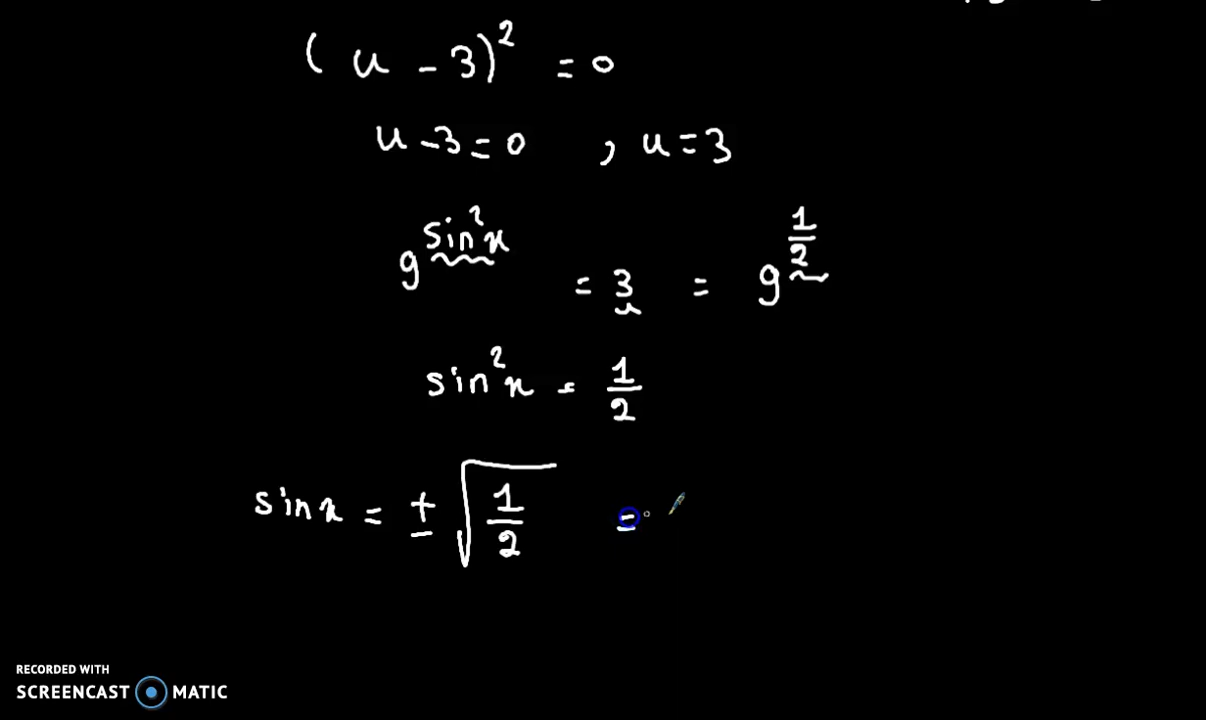 (u - 3)² = 0
u - 3 = 0 , u = 3
9^(sin²x) = 3 = 9^(1/2)
sin²x = 1/2
sinx = ± √(1/2) =
RECORDED WITH
SCREENCAST MATIC